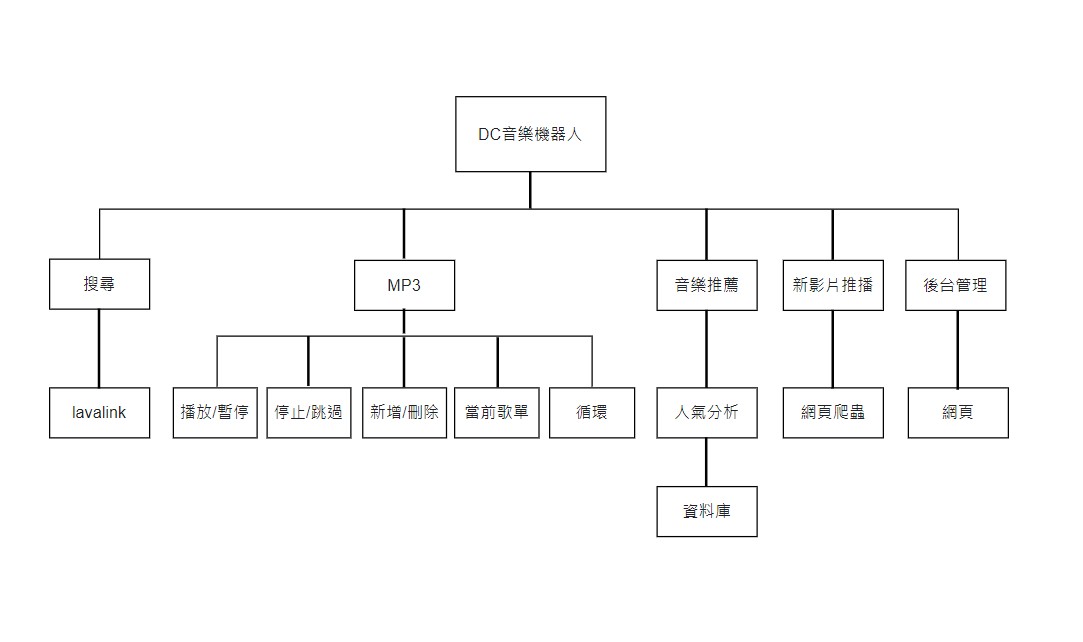 DC音樂機器人
搜尋
MP3
音樂推薦
新影片推播
後台管理
lavalink
播放/暫停
停止/跳過
新增/刪除
當前歌單
循環
人氣分析
網頁爬蟲
網頁
資料庫